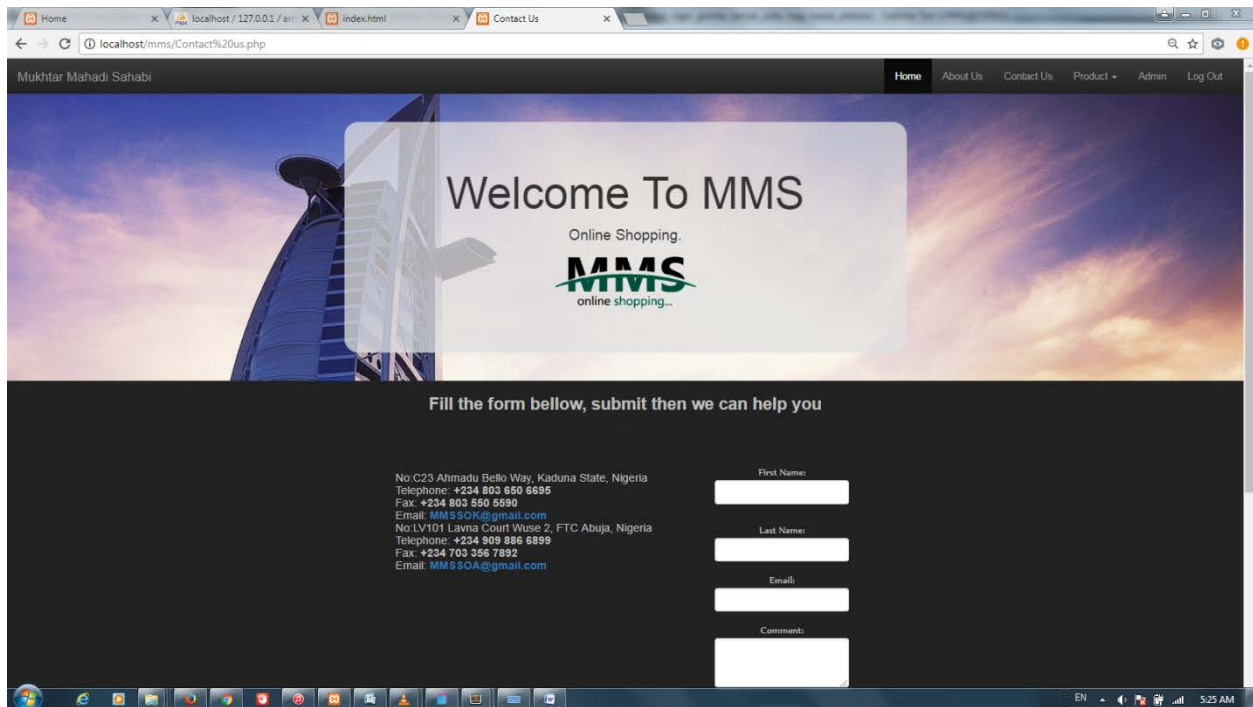 Home
localhost / 127.0.0.1 / an
index.html
Contact Us
localhost/mms/Contact%20us.php
Mukhtar Mahadi Sahabi
Home About Us Contact Us Product Admin Log Out
Welcome To MMS
Online Shopping.
MMS
online shopping...
Fill the form bellow, submit then we can help you
No:C23 Ahmadu Bello Way, Kaduna State, Nigeria
Telephone: +234 803 650 6695
Fax: +234 803 550 5590
Email: MMSSOK@gmail.com
No:LV101 Lavna Court Wuse 2, FTC Abuja, Nigeria
Telephone: +234 909 886 6899
Fax: +234 703 356 7892
Email: MMSSOA@gmail.com
First Name:
Last Name:
Email:
Comment:
EN
5:25 AM